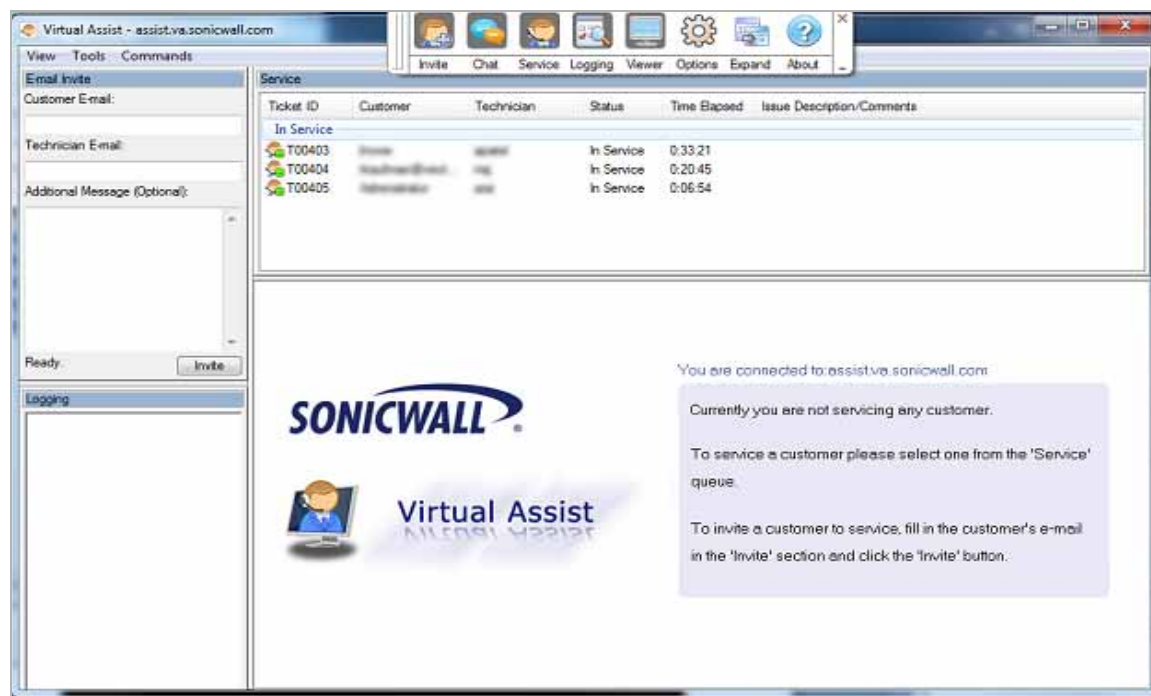 Virtual Assist - assist.va.sonicwall.com
View Tools Commands
Invite Chat Service Logging Viewer Options Expand About
Email Invite
Customer E-mail:
Technician E-mail:
Additional Message (Optional):
Ready.
Invite
Logging
Service
Ticket ID Customer Technician Status Time Elapsed Issue Description/Comments
In Service
T00403 In Service 0:33:21
T00404 In Service 0:20:45
T00405 In Service 0:06:54
SONICWALL
Virtual Assist
You are connected to:assist.va.sonicwall.com
Currently you are not servicing any customer.
To service a customer please select one from the 'Service'
queue.
To invite a customer to service, fill in the customer's e-mail
in the 'Invite' section and click the 'Invite' button.